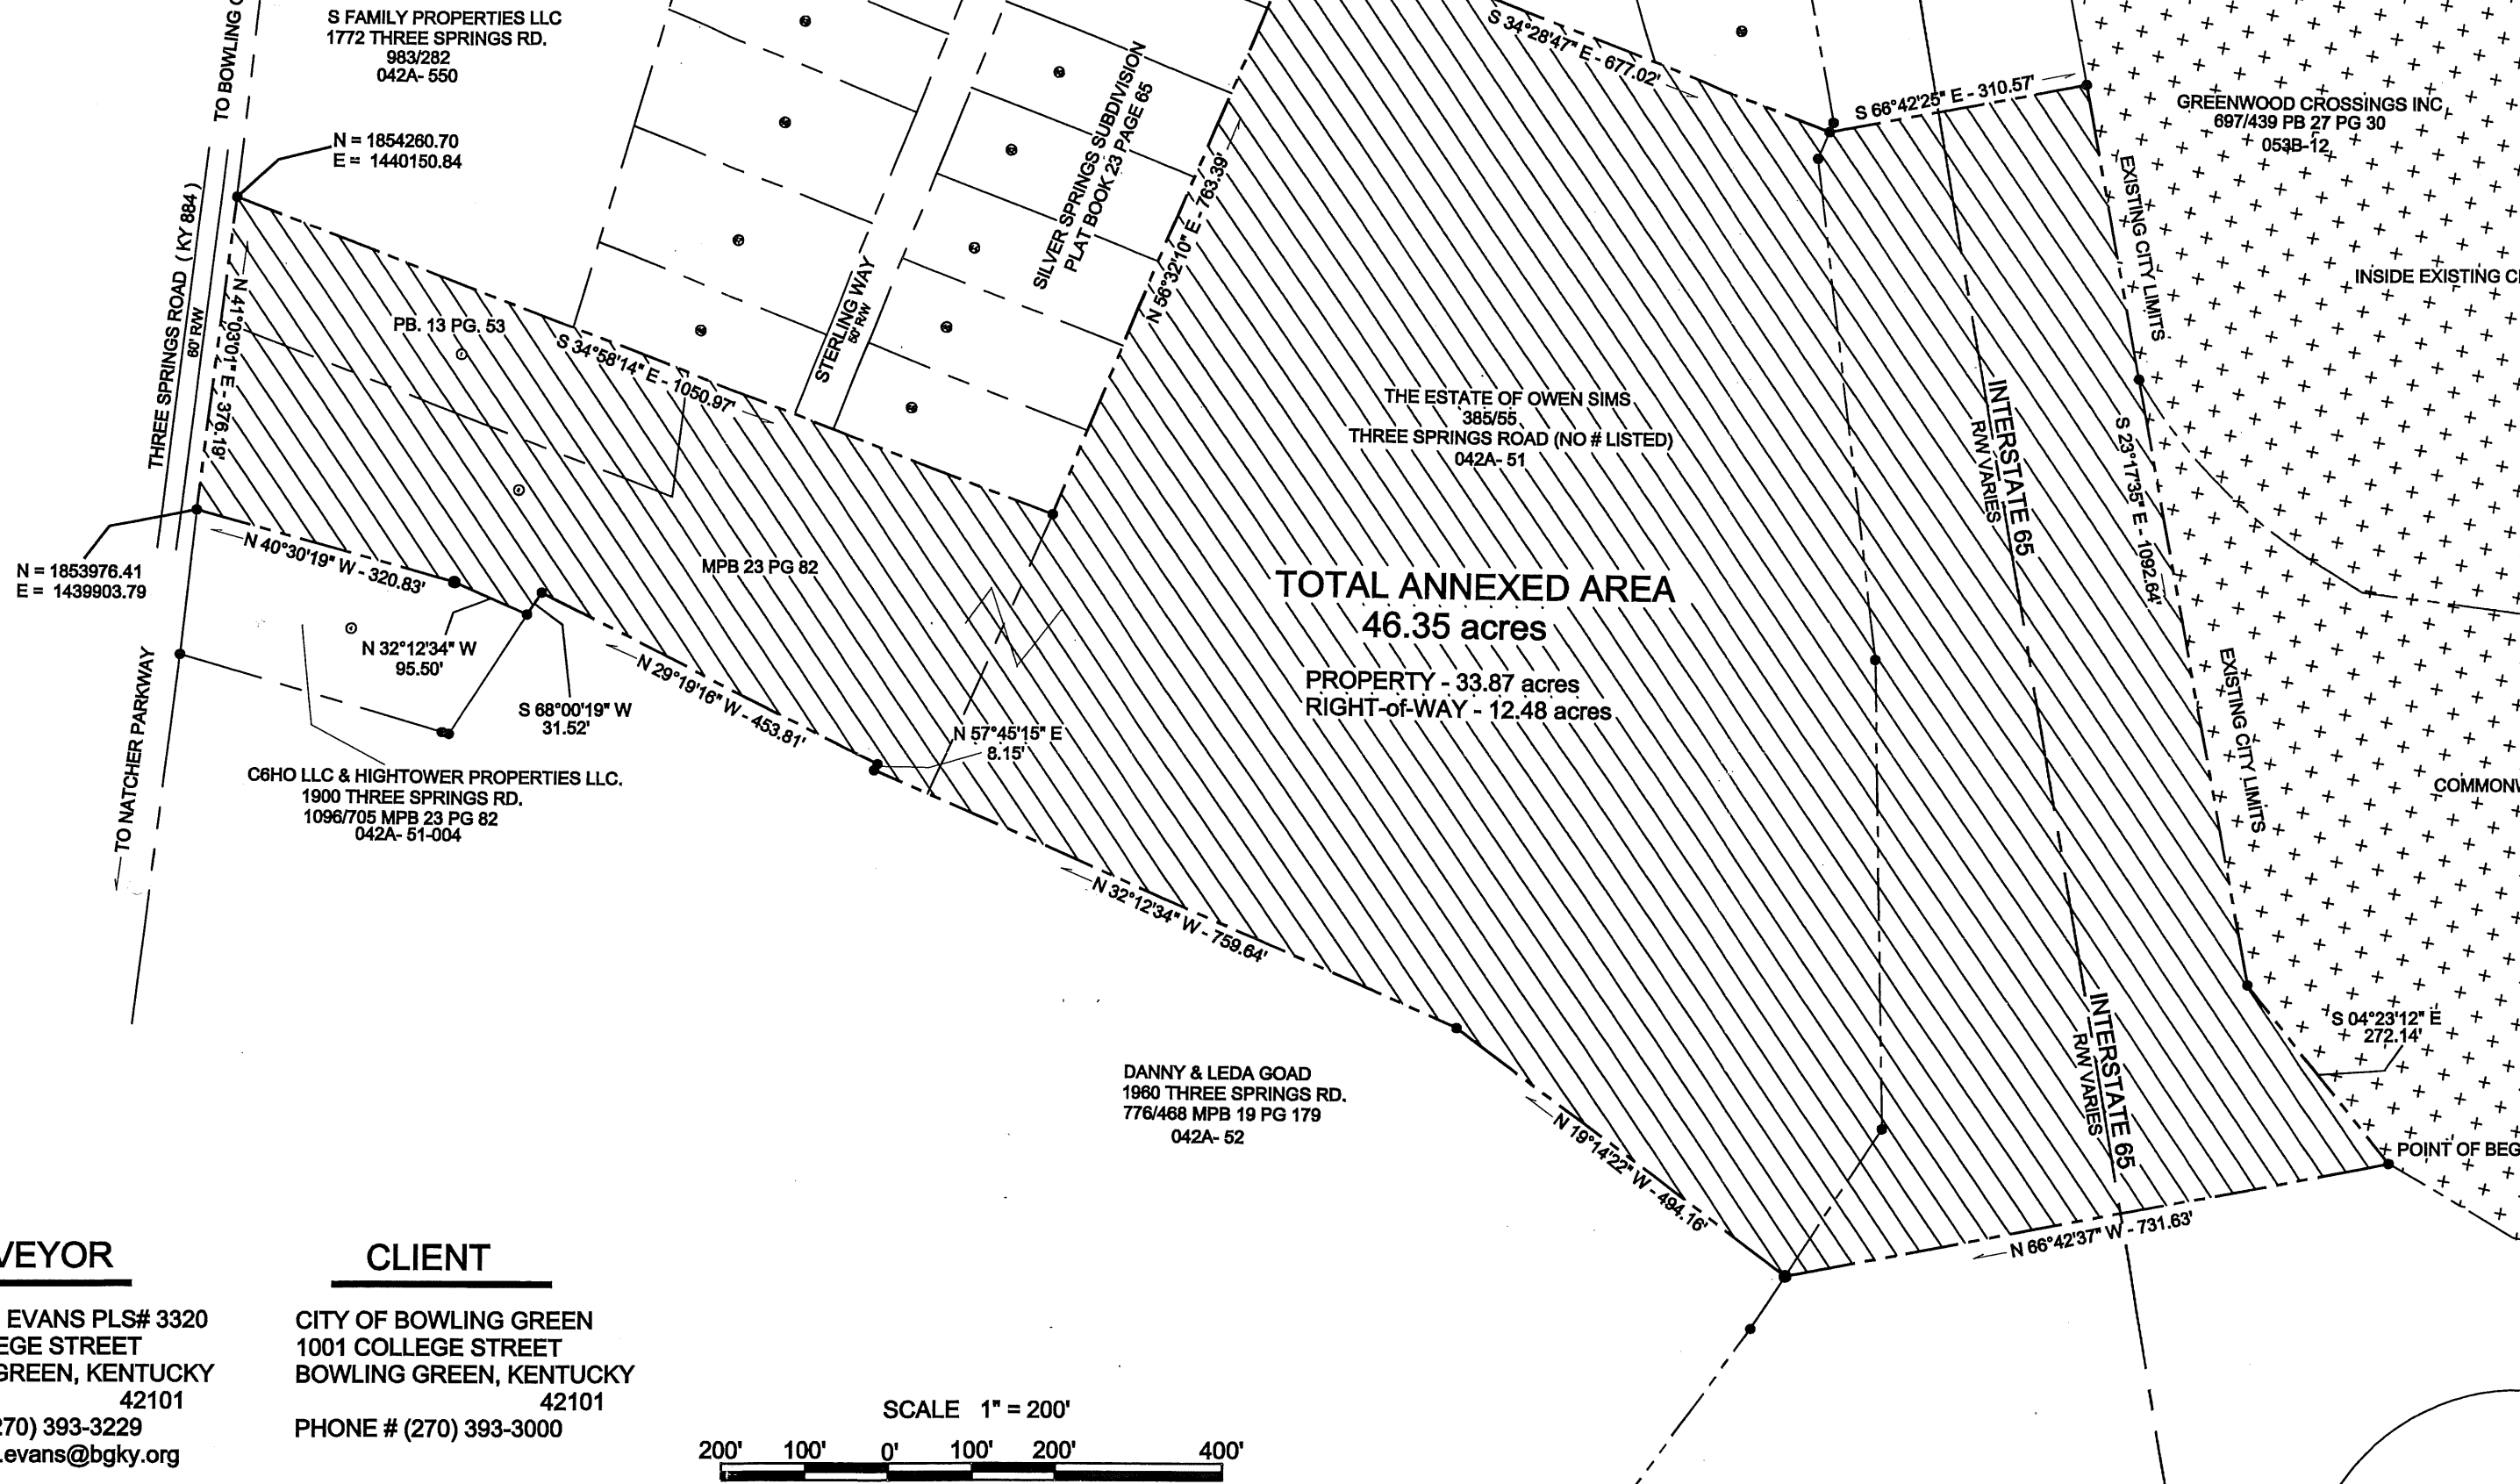 S FAMILY PROPERTIES LLC
1772 THREE SPRINGS RD.
983/282
042A- 550
TO BOWLING
N = 1854260.70
E = 1440150.84
THREE SPRINGS ROAD ( KY 884 )
60' R/W
N 41°03'01" E - 376.19'
PB. 13 PG. 53
S 34°58'14" E - 1050.97'
STERLING WAY
50' R/W
SILVER SPRINGS SUBDIVISION
PLAT BOOK 23 PAGE 65
N 56°32'10" E - 763.39'
S 34°28'47" E - 677.02'
S 66°42'25" E - 310.57'
GREENWOOD CROSSINGS INC
697/439 PB 27 PG 30
053B-12
EXISTING CITY LIMITS
INSIDE EXISTING
THE ESTATE OF OWEN SIMS
385/55
THREE SPRINGS ROAD (NO # LISTED)
042A- 51
INTERSTATE 65
R/W VARIES
S 23°17'35" E - 1092.64'
N = 1853976.41
E = 1439903.79
N 40°30'19" W - 320.83'
MPB 23 PG 82
TOTAL ANNEXED AREA
46.35 acres
PROPERTY - 33.87 acres
RIGHT-of-WAY - 12.48 acres
N 32°12'34" W
95.50'
N 29°19'16" W - 453.81'
S 68°00'19" W
31.52'
N 57°45'15" E
8.15'
TO NATCHER PARKWAY
C6HO LLC & HIGHTOWER PROPERTIES LLC.
1900 THREE SPRINGS RD.
1096/705 MPB 23 PG 82
042A- 51-004
EXISTING CITY LIMITS
N 32°12'34" W - 759.64'
INTERSTATE 65
R/W VARIES
S 04°23'12" E
272.14'
DANNY & LEDA GOAD
1960 THREE SPRINGS RD.
776/468 MPB 19 PG 179
042A- 52
N 19°14'22" W - 494.16'
POINT OF BEG
N 66°42'37" W - 731.63'
VEYOR
EVANS PLS# 3320
EGE STREET
GREEN, KENTUCKY
42101
70) 393-3229
.evans@bgky.org
CLIENT
CITY OF BOWLING GREEN
1001 COLLEGE STREET
BOWLING GREEN, KENTUCKY
42101
PHONE # (270) 393-3000
SCALE 1" = 200'
200' 100' 0' 100' 200' 400'